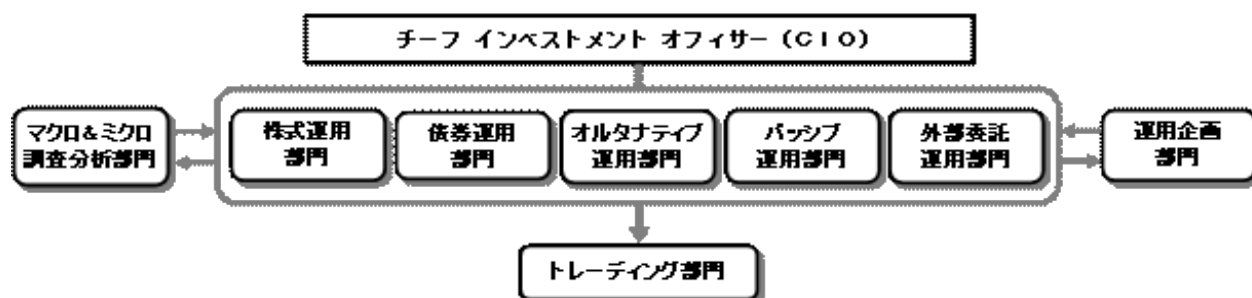 チーフ インベストメント オフィサー（ＣＩＯ）
マクロ＆ミクロ
調査分析部門
株式運用
部門
債券運用
部門
オルタナティブ
運用部門
パッシブ
運用部門
外部委託
運用部門
運用企画
部門
トレーディング部門